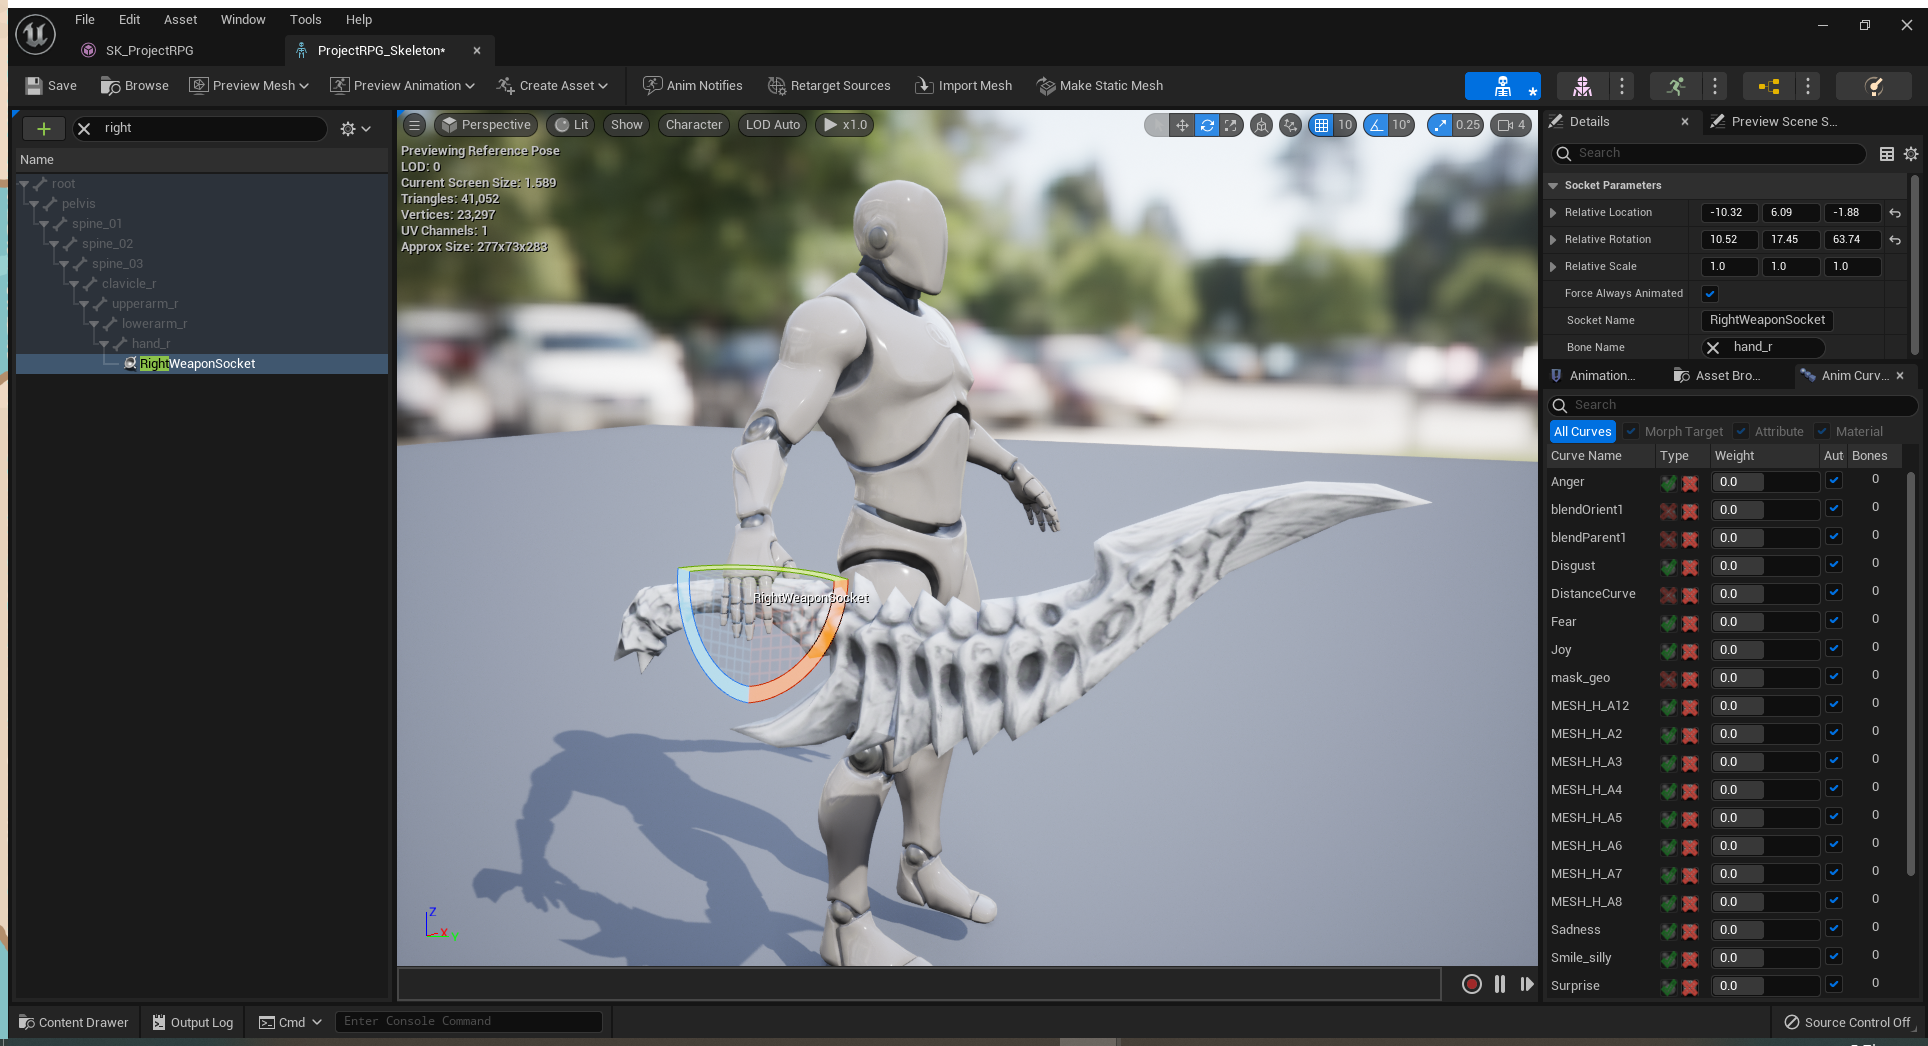 File Edit Asset Window Tools Help
SK_ProjectRPG
ProjectRPG_Skeleton*
Save Browse Preview Mesh Preview Animation Create Asset Anim Notifies Retarget Sources Import Mesh Make Static Mesh
right
Name
root
pelvis
spine_01
spine_02
spine_03
clavicle_r
upperarm_r
lowerarm_r
hand_r
RightWeaponSocket
Perspective Lit Show Character LOD Auto x1.0
10 10° 0.25 4
Previewing Reference Pose
LOD: 0
Current Screen Size: 1.589
Triangles: 41,052
Vertices: 23,297
UV Channels: 1
Approx Size: 277x73x283
RightWeaponSocket
Z
X
Y
Details
Preview Scene S...
Search
Socket Parameters
Relative Location -10.32 6.09 -1.88
Relative Rotation 10.52 17.45 63.74
Relative Scale 1.0 1.0 1.0
Force Always Animated
Socket Name RightWeaponSocket
Bone Name hand_r
Animation... Asset Bro... Anim Curv...
Search
All Curves Morph Target Attribute Material
Curve Name Type Weight Aut Bones
Anger 0.0 0
blendOrient1 0.0 0
blendParent1 0.0 0
Disgust 0.0 0
DistanceCurve 0.0 0
Fear 0.0 0
Joy 0.0 0
mask_geo 0.0 0
MESH_H_A12 0.0 0
MESH_H_A2 0.0 0
MESH_H_A3 0.0 0
MESH_H_A4 0.0 0
MESH_H_A5 0.0 0
MESH_H_A6 0.0 0
MESH_H_A7 0.0 0
MESH_H_A8 0.0 0
Sadness 0.0 0
Smile_silly 0.0 0
Surprise 0.0 0
Content Drawer Output Log Cmd Enter Console Command
Source Control Off